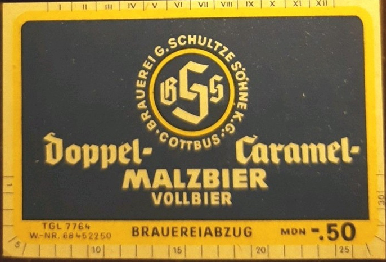 I II III IV V VI VII VIII IX X XI XII
BRAUEREI G. SCHULTZE SÖHNE K.G.
· COTTBUS ·
GSS
Doppel- Caramel-
MALZBIER
VOLLBIER
TGL 7764
W.-NR. 68452250
BRAUEREIABZUG
MDN -.50
5 10 15 20 25 30